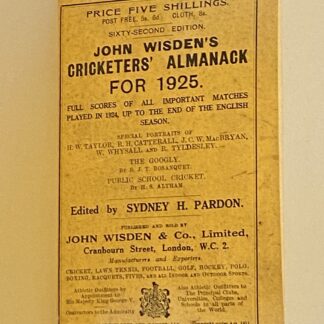 PRICE FIVE SHILLINGS.
POST FREE, 5s. 6d. CLOTH, 8s.
SIXTY-SECOND EDITION.
JOHN WISDEN'S
CRICKETERS' ALMANACK
FOR 1925.
FULL SCORES OF ALL IMPORTANT MATCHES
PLAYED IN 1924, UP TO THE END OF THE ENGLISH
SEASON.
SPECIAL PORTRAITS OF
H. W. TAYLOR, R. H. CATTERALL, J. C. W. MACBRYAN,
W. WHYSALL AND R. TYLDESLEY.
THE GOOGLY.
BY B. J. T. BOSANQUET.
PUBLIC SCHOOL CRICKET.
BY H. S. ALTHAM.
Edited by SYDNEY H. PARDON.
PUBLISHED AND SOLD BY
JOHN WISDEN & Co., Limited,
Cranbourn Street, London, W.C. 2.
Manufacturers and Exporters.
CRICKET, LAWN TENNIS, FOOTBALL, GOLF, HOCKEY, POLO,
BOXING, RACQUETS, FIVES, AND ALL INDOOR AND OUTDOOR SPORTS.
Athletic Outfitters by
Appointment to
His Majesty King George V.
Contractors to the Admiralty
Also Athletic Outfitters to
The Principal Clubs,
Universities, Colleges
and Schools in all parts of
the World.